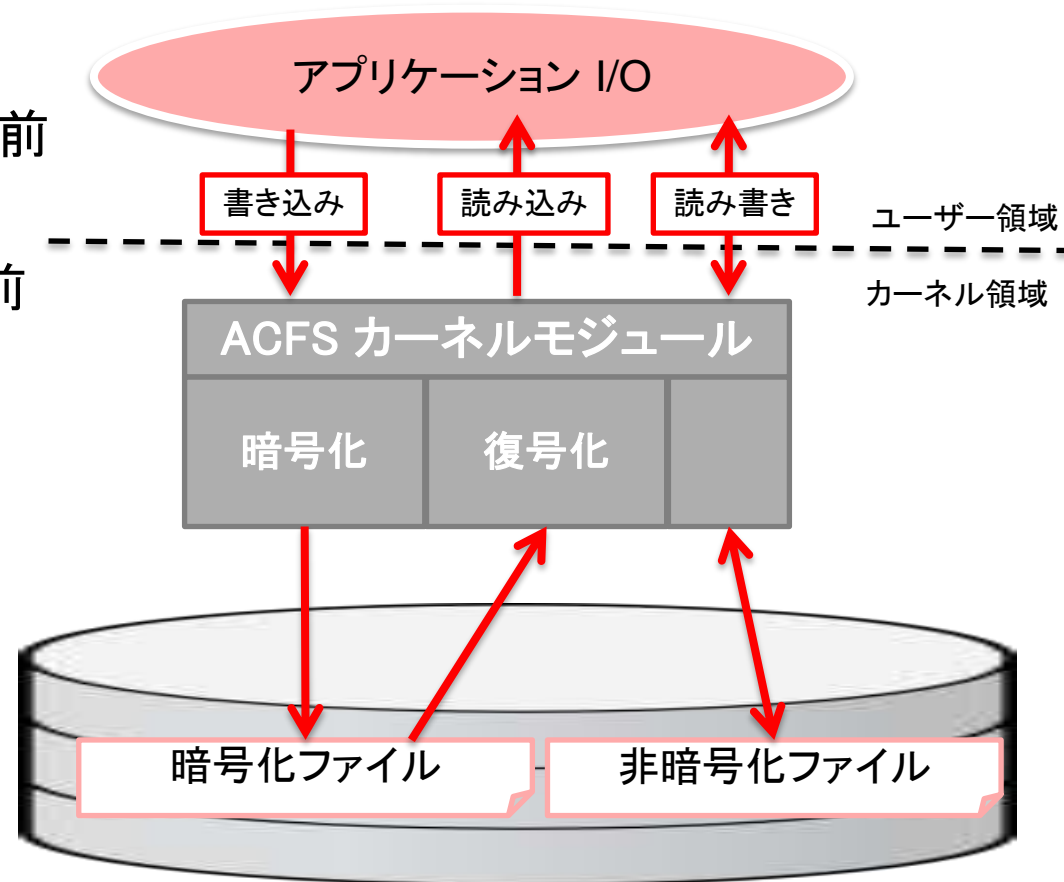 アプリケーション I/O
前
書き込み
読み込み
読み書き
ユーザー領域
前
カーネル領域
ACFS カーネルモジュール
暗号化
復号化
暗号化ファイル
非暗号化ファイル